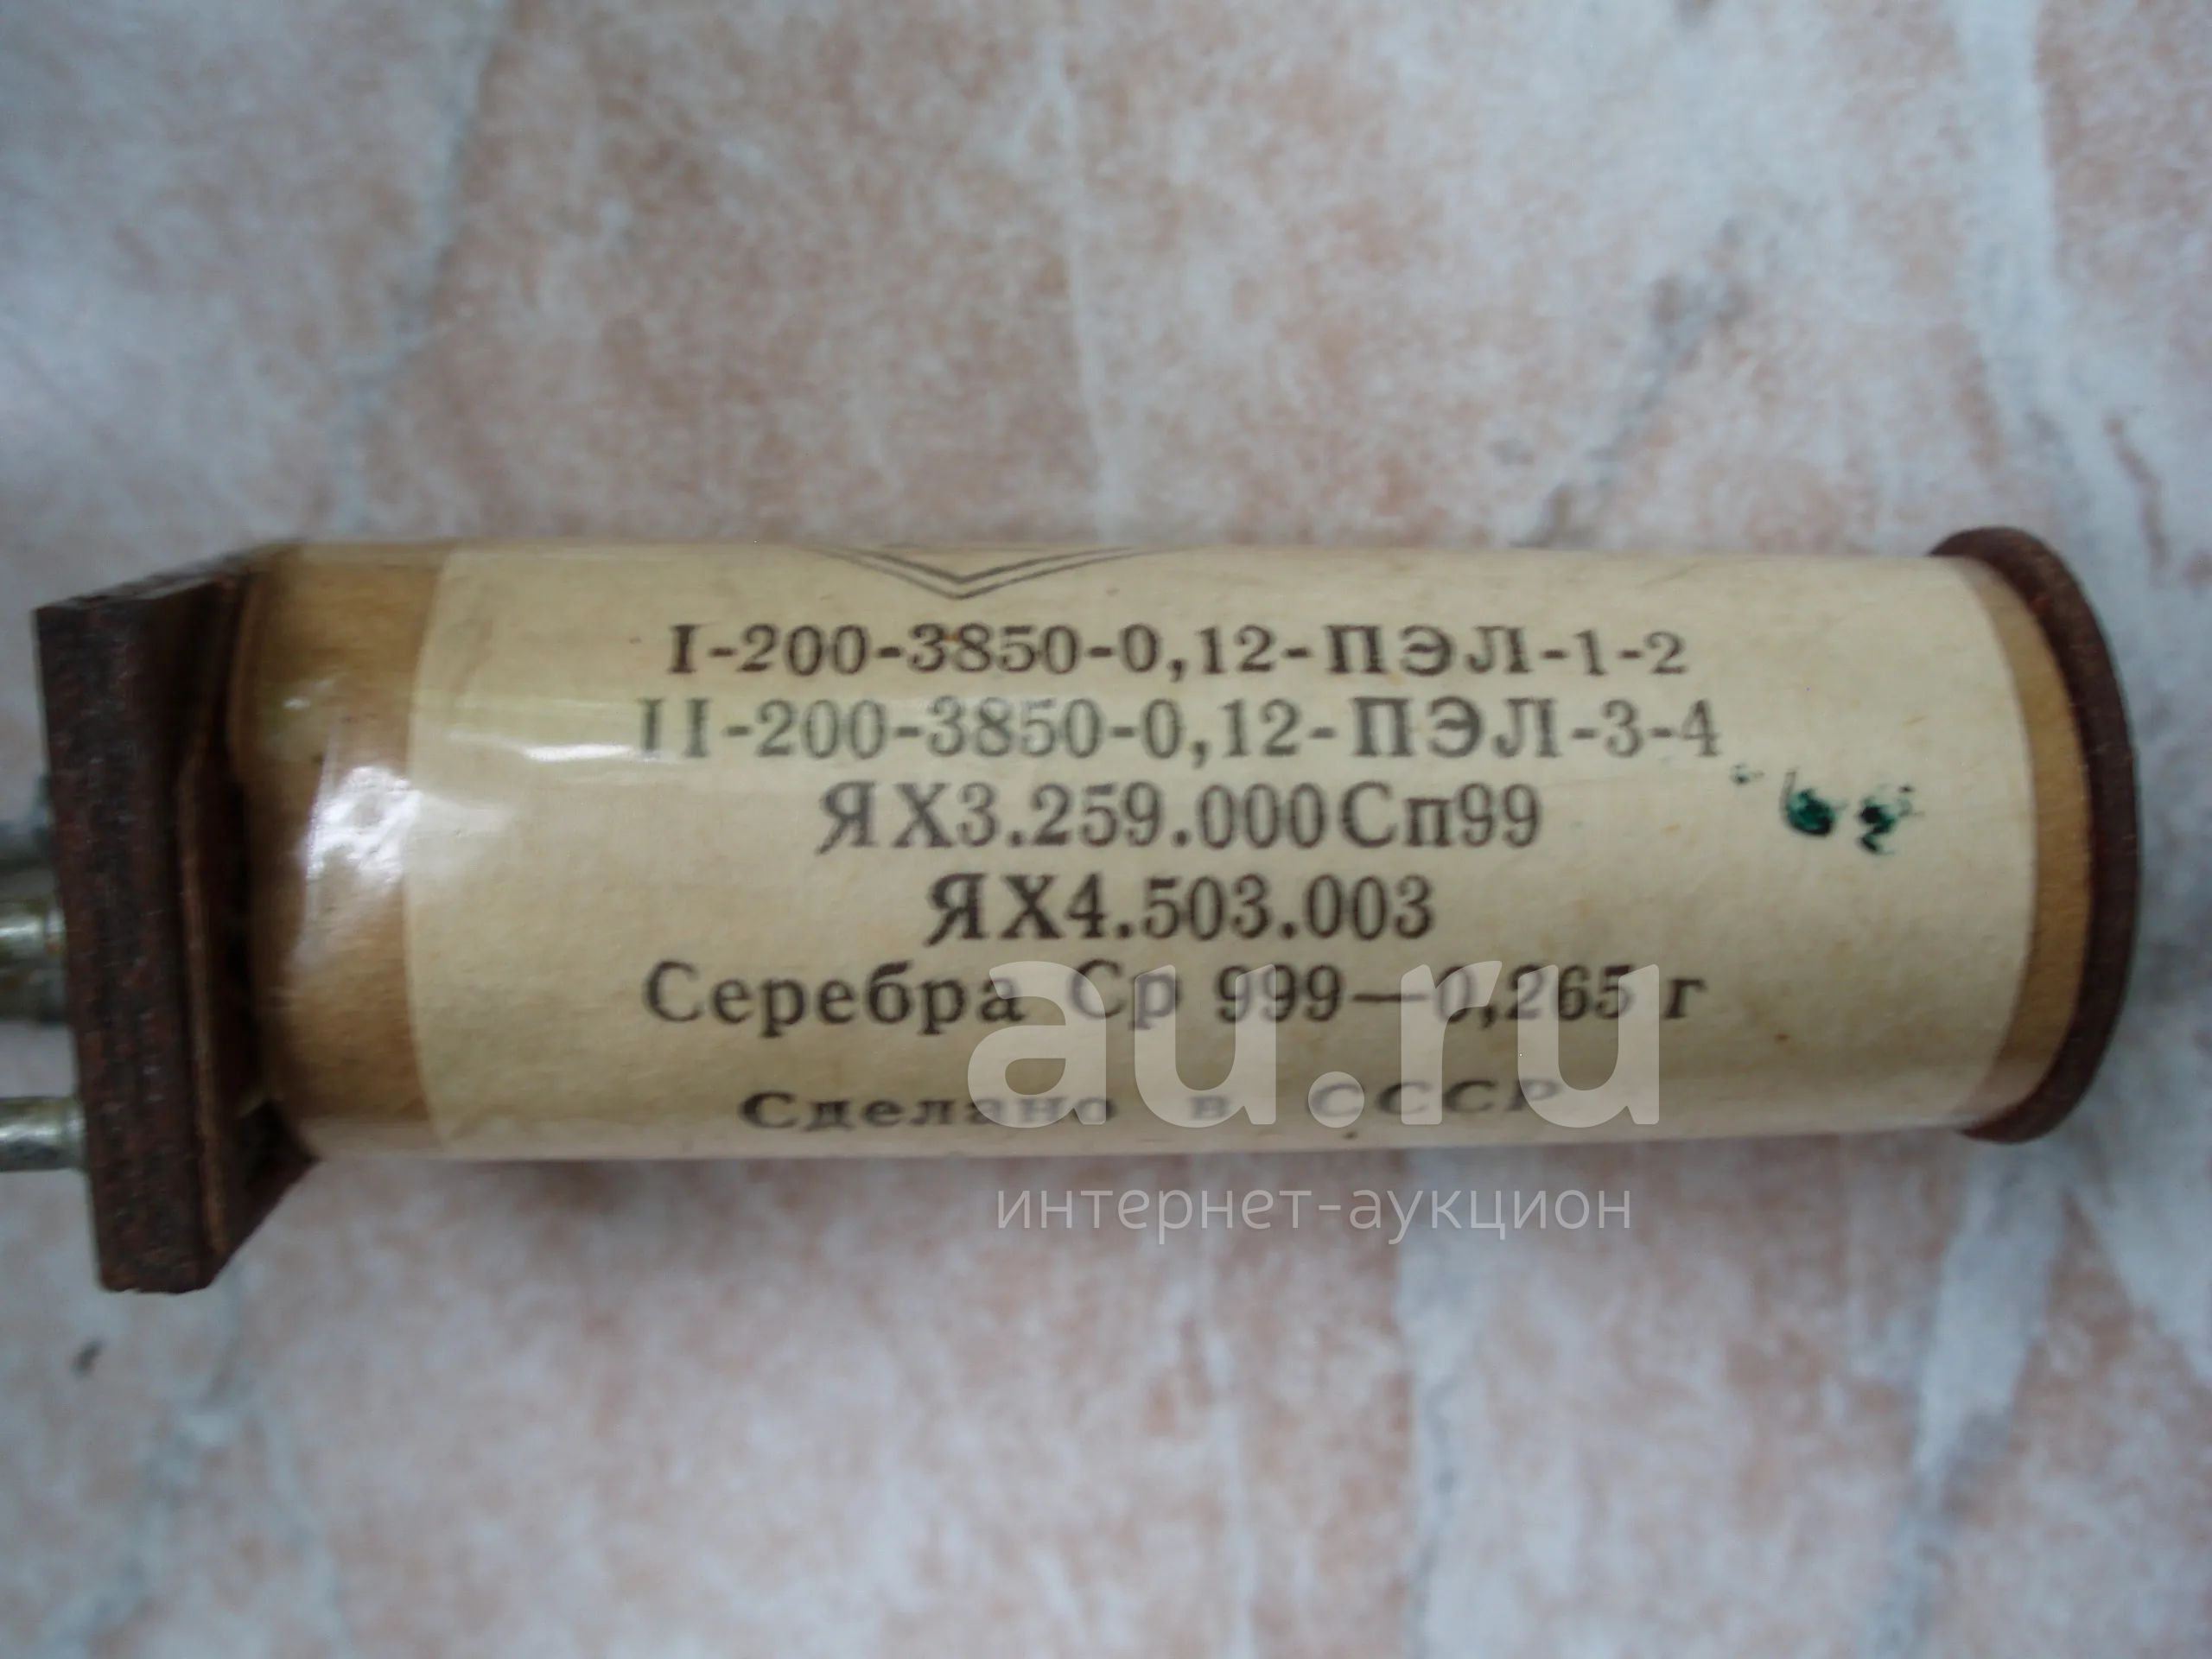 I-200-3850-0,12-ПЭЛ-1-2
II-200-3850-0,12-ПЭЛ-3-4
ЯХ3.259.000Сп99
ЯХ4.503.003
Серебра Ср 999—0,265 г
Сделано в СССР
au.ru
интернет-аукцион